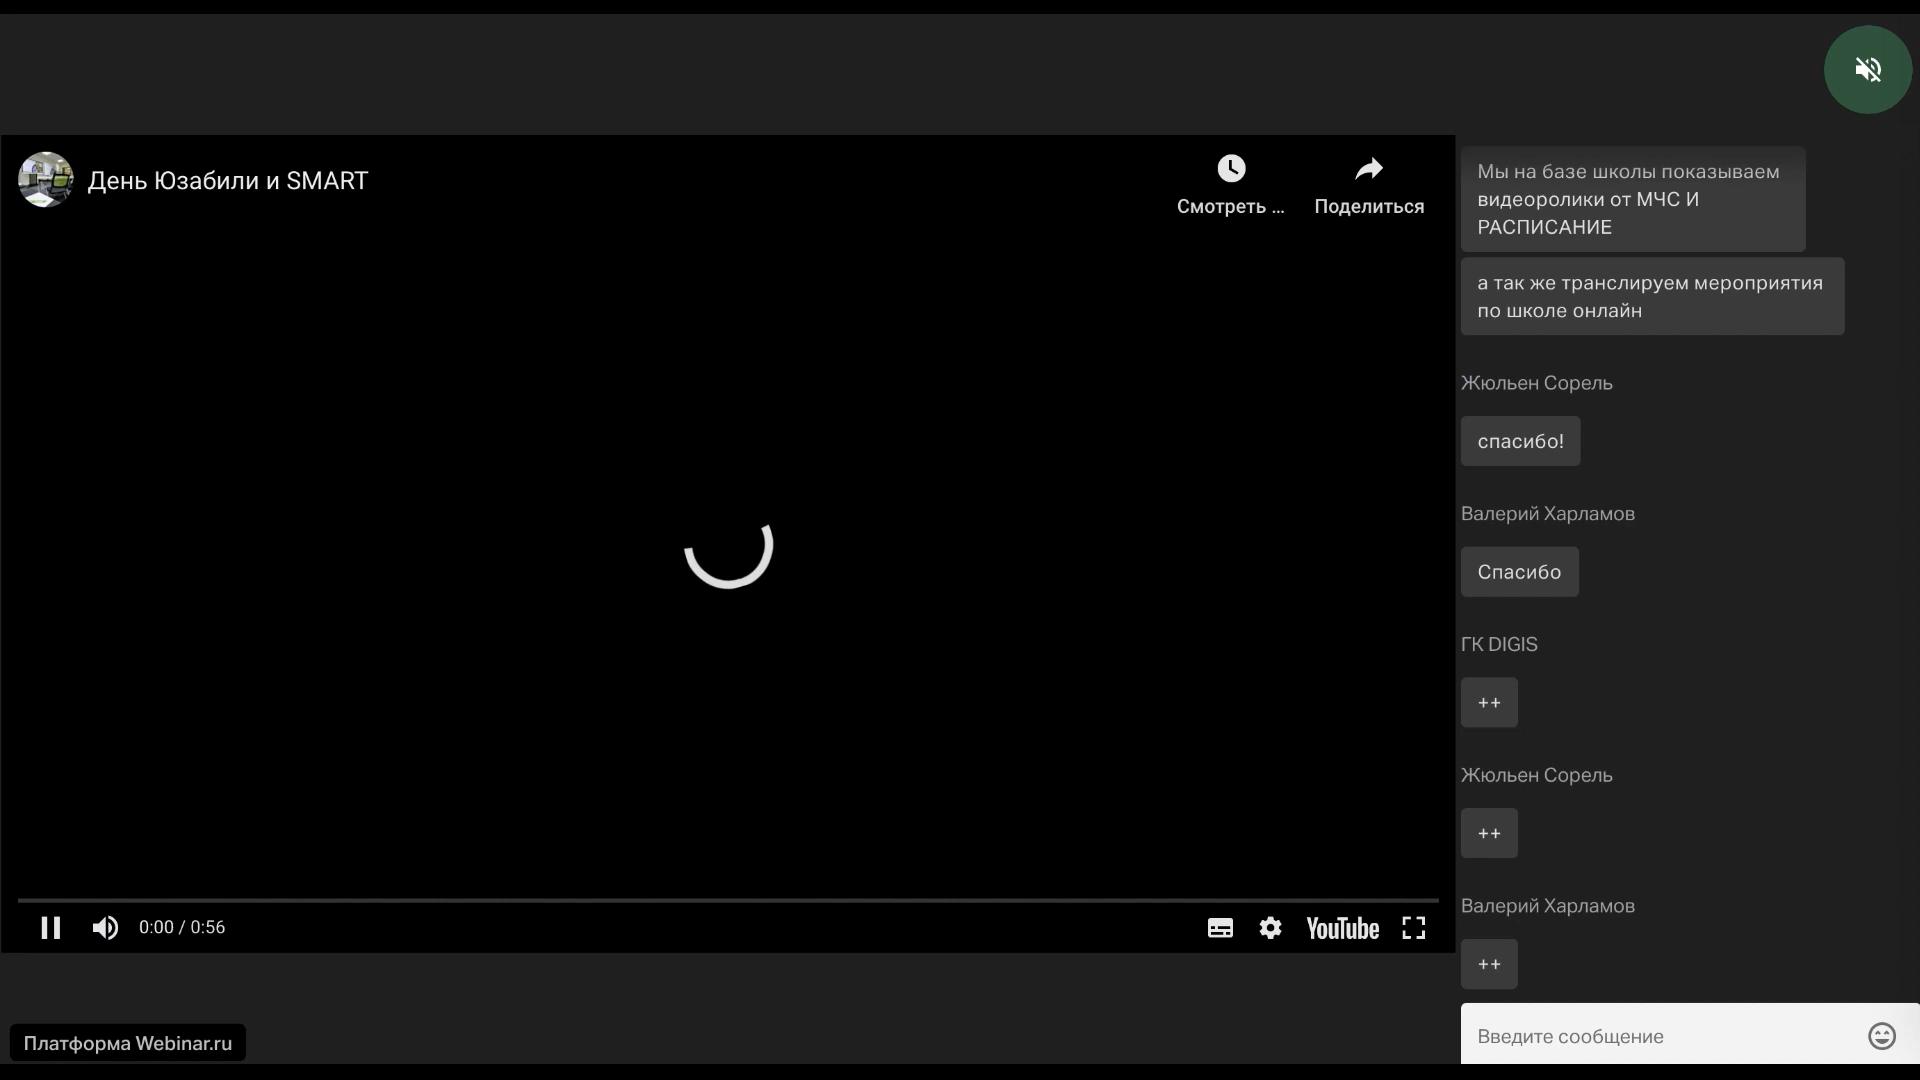 День Юзабили и SMART
Смотреть ...
Поделиться
0:00 / 0:56
YouTube
Платформа Webinar.ru
Мы на базе школы показываем
видеоролики от МЧС И
РАСПИСАНИЕ
а так же транслируем мероприятия
по школе онлайн
Жюльен Сорель
спасибо!
Валерий Харламов
Спасибо
ГК DIGIS
++
Жюльен Сорель
++
Валерий Харламов
++
Введите сообщение